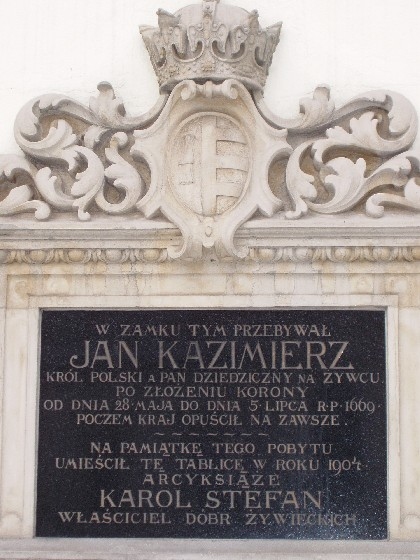 W ZAMKU TYM PRZEBYWAŁ
JAN KAZIMIERZ
KRÓL POLSKI A PAN DZIEDZICZNY NA ŻYWCU
PO ZŁOŻENIU KORONY
OD DNIA 28 MAJA DO DNIA 5 LIPCA R·P·1669
POCZEM KRAJ OPUŚCIŁ NA ZAWSZE.
NA PAMIĄTKĘ TEGO POBYTU
UMIEŚCIŁ TĘ TABLICĘ W ROKU 1904
ARCYKSIĄŻĘ
KAROL STEFAN
WŁAŚCICIEL DÓBR ŻYWIECKICH